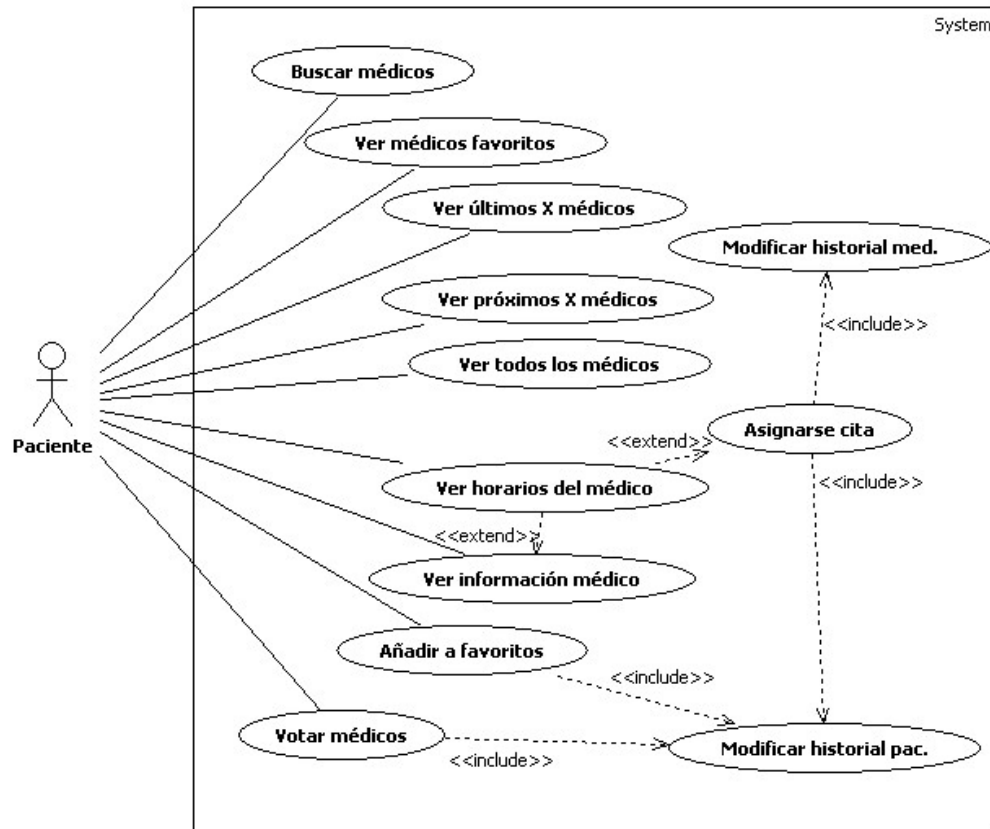 System
Buscar médicos
Ver médicos favoritos
Ver últimos X médicos
Modificar historial med.
Ver próximos X médicos
<<include>>
Ver todos los médicos
Paciente
<<extend>>
Asignarse cita
Ver horarios del médico
<<include>>
<<extend>>
Ver información médico
Añadir a favoritos
<<include>>
Votar médicos
Modificar historial pac.
<<include>>